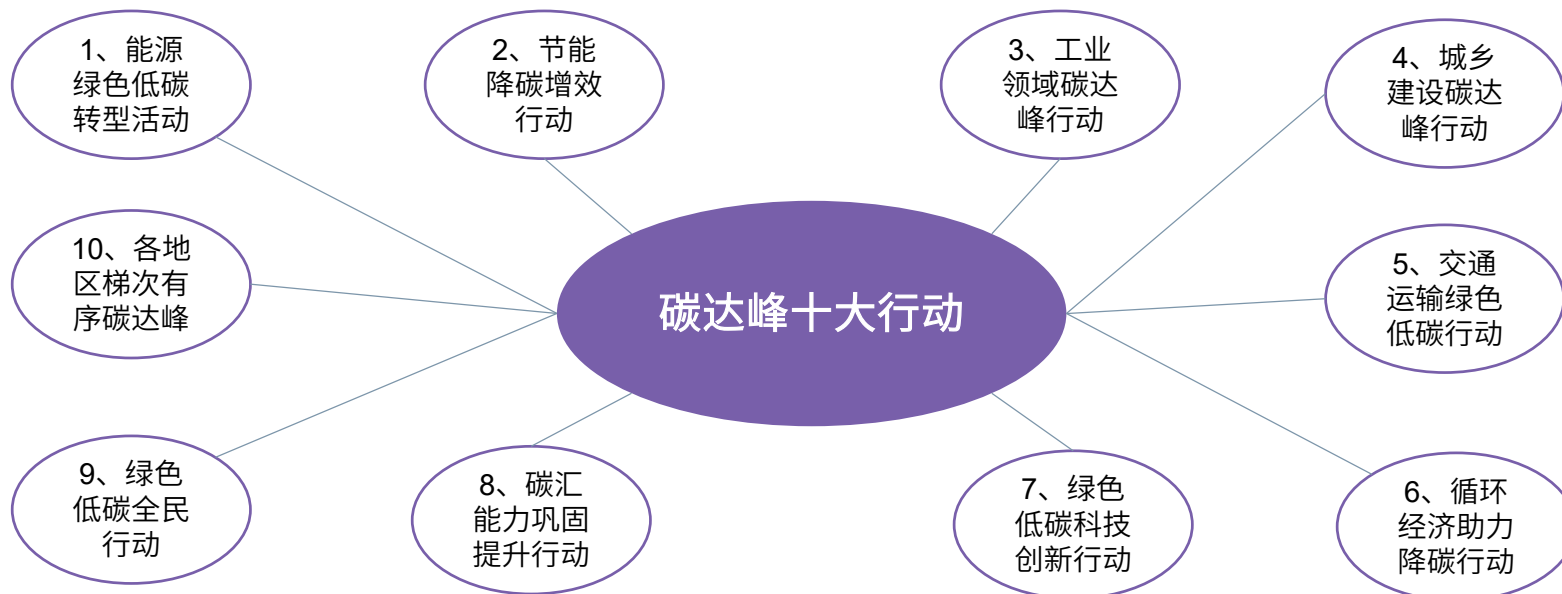 1、能源
绿色低碳
转型活动
2、节能
降碳增效
行动
3、工业
领域碳达
峰行动
4、城乡
建设碳达
峰行动
10、各地
区梯次有
序碳达峰
碳达峰十大行动
5、交通
运输绿色
低碳行动
9、绿色
低碳全民
行动
8、碳汇
能力巩固
提升行动
7、绿色
低碳科技
创新行动
6、循环
经济助力
降碳行动